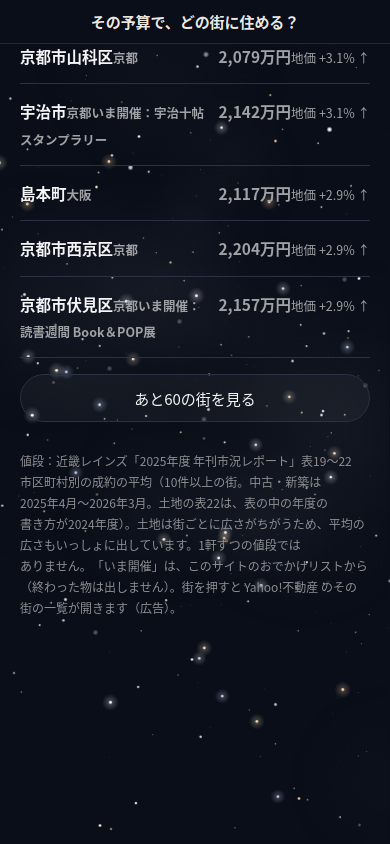 その予算で、どの街に住める？
京都市山科区京都 2,079万円地価 +3.1% ↑
宇治市京都いま開催：宇治十帖 2,142万円地価 +3.1% ↑
スタンプラリー
島本町大阪 2,117万円地価 +2.9% ↑
京都市西京区京都 2,204万円地価 +2.9% ↑
京都市伏見区京都いま開催： 2,157万円地価 +2.9% ↑
読書週間 Book＆POP展
あと60の街を見る
値段：近畿レインズ「2025年度 年刊市況レポート」表19〜22
市区町村別の成約の平均（10件以上の街。中古・新築は
2025年4月〜2026年3月。土地の表22は、表の中の年度の
書き方が2024年度）。土地は街ごとに広さがちがうため、平均の
広さもいっしょに出しています。1軒ずつの値段では
ありません。「いま開催」は、このサイトのおでかけリストから
（終わった物は出しません）。街を押すと Yahoo!不動産 のその
街の一覧が開きます（広告）。